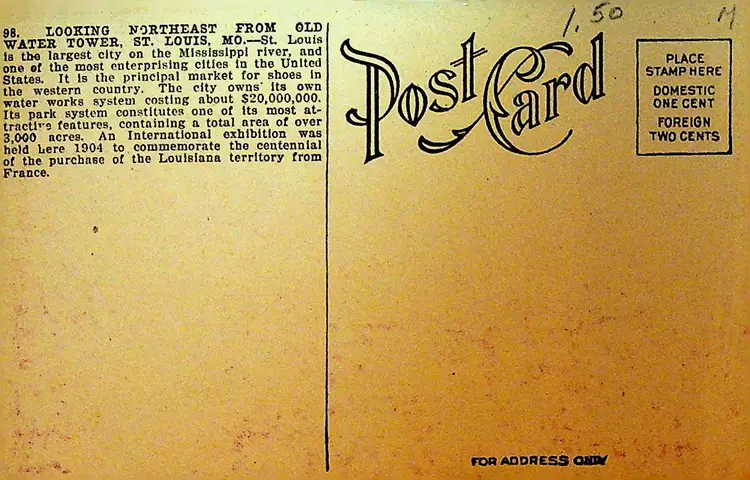 98. LOOKING NORTHEAST FROM OLD
WATER TOWER, ST. LOUIS, MO.—St. Louis
is the largest city on the Mississippi river, and
one of the most enterprising cities in the United
States. It is the principal market for shoes in
the western country. The city owns its own
water works system costing about $20,000,000.
Its park system constitutes one of its most at-
tractive features, containing a total area of over
3,000 acres. An International exhibition was
held here 1904 to commemorate the centennial
of the purchase of the Louisiana territory from
France.
1.50
M
Post Card
PLACE
STAMP HERE
DOMESTIC
ONE CENT
FOREIGN
TWO CENTS
FOR ADDRESS ONLY